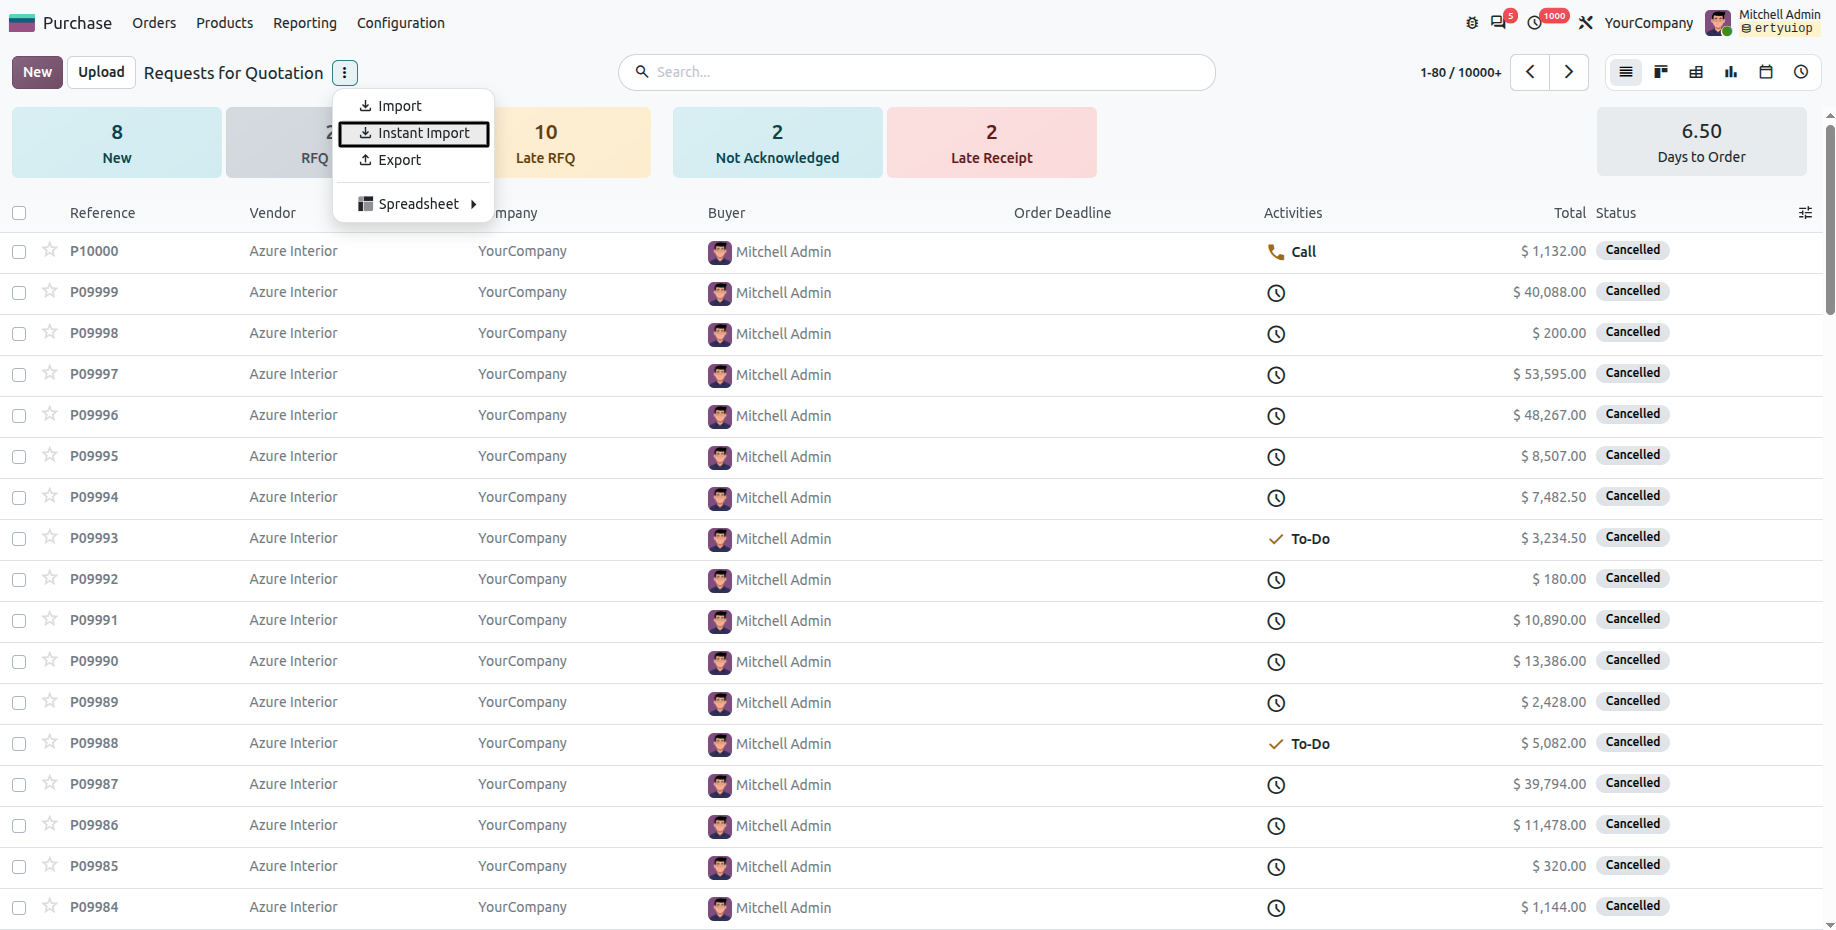 Purchase Orders Products Reporting Configuration 5 1000 YourCompany Mitchell Admin
ertyuiop
New Upload Requests for Quotation Search... 1-80 / 10000+
Import
Instant Import
Export
Spreadsheet
8
New
2
RFQ
10
Late RFQ
2
Not Acknowledged
2
Late Receipt
6.50
Days to Order
Reference Vendor mpany Buyer Order Deadline Activities Total Status
P10000 Azure Interior YourCompany Mitchell Admin Call $ 1,132.00 Cancelled
P09999 Azure Interior YourCompany Mitchell Admin $ 40,088.00 Cancelled
P09998 Azure Interior YourCompany Mitchell Admin $ 200.00 Cancelled
P09997 Azure Interior YourCompany Mitchell Admin $ 53,595.00 Cancelled
P09996 Azure Interior YourCompany Mitchell Admin $ 48,267.00 Cancelled
P09995 Azure Interior YourCompany Mitchell Admin $ 8,507.00 Cancelled
P09994 Azure Interior YourCompany Mitchell Admin $ 7,482.50 Cancelled
P09993 Azure Interior YourCompany Mitchell Admin To-Do $ 3,234.50 Cancelled
P09992 Azure Interior YourCompany Mitchell Admin $ 180.00 Cancelled
P09991 Azure Interior YourCompany Mitchell Admin $ 10,890.00 Cancelled
P09990 Azure Interior YourCompany Mitchell Admin $ 13,386.00 Cancelled
P09989 Azure Interior YourCompany Mitchell Admin $ 2,428.00 Cancelled
P09988 Azure Interior YourCompany Mitchell Admin To-Do $ 5,082.00 Cancelled
P09987 Azure Interior YourCompany Mitchell Admin $ 39,794.00 Cancelled
P09986 Azure Interior YourCompany Mitchell Admin $ 11,478.00 Cancelled
P09985 Azure Interior YourCompany Mitchell Admin $ 320.00 Cancelled
P09984 Azure Interior YourCompany Mitchell Admin $ 1,144.00 Cancelled